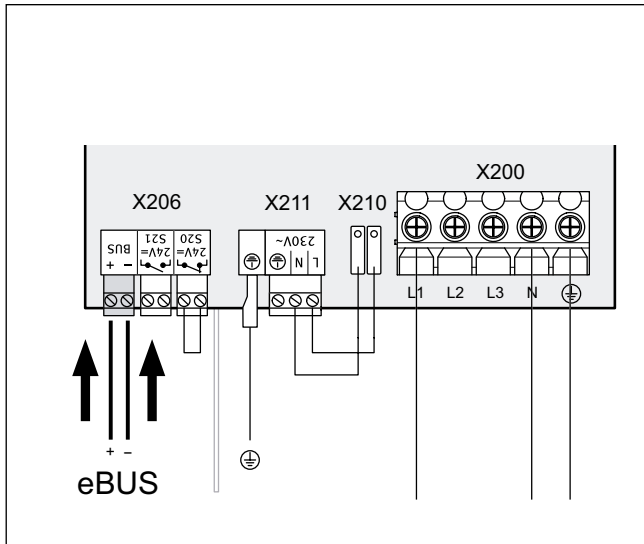 X200
X206 X211 X210
BUS
+ −
24V=
S21
24V=
S20
230V~
N L
L1 L2 L3 N
+ −
eBUS